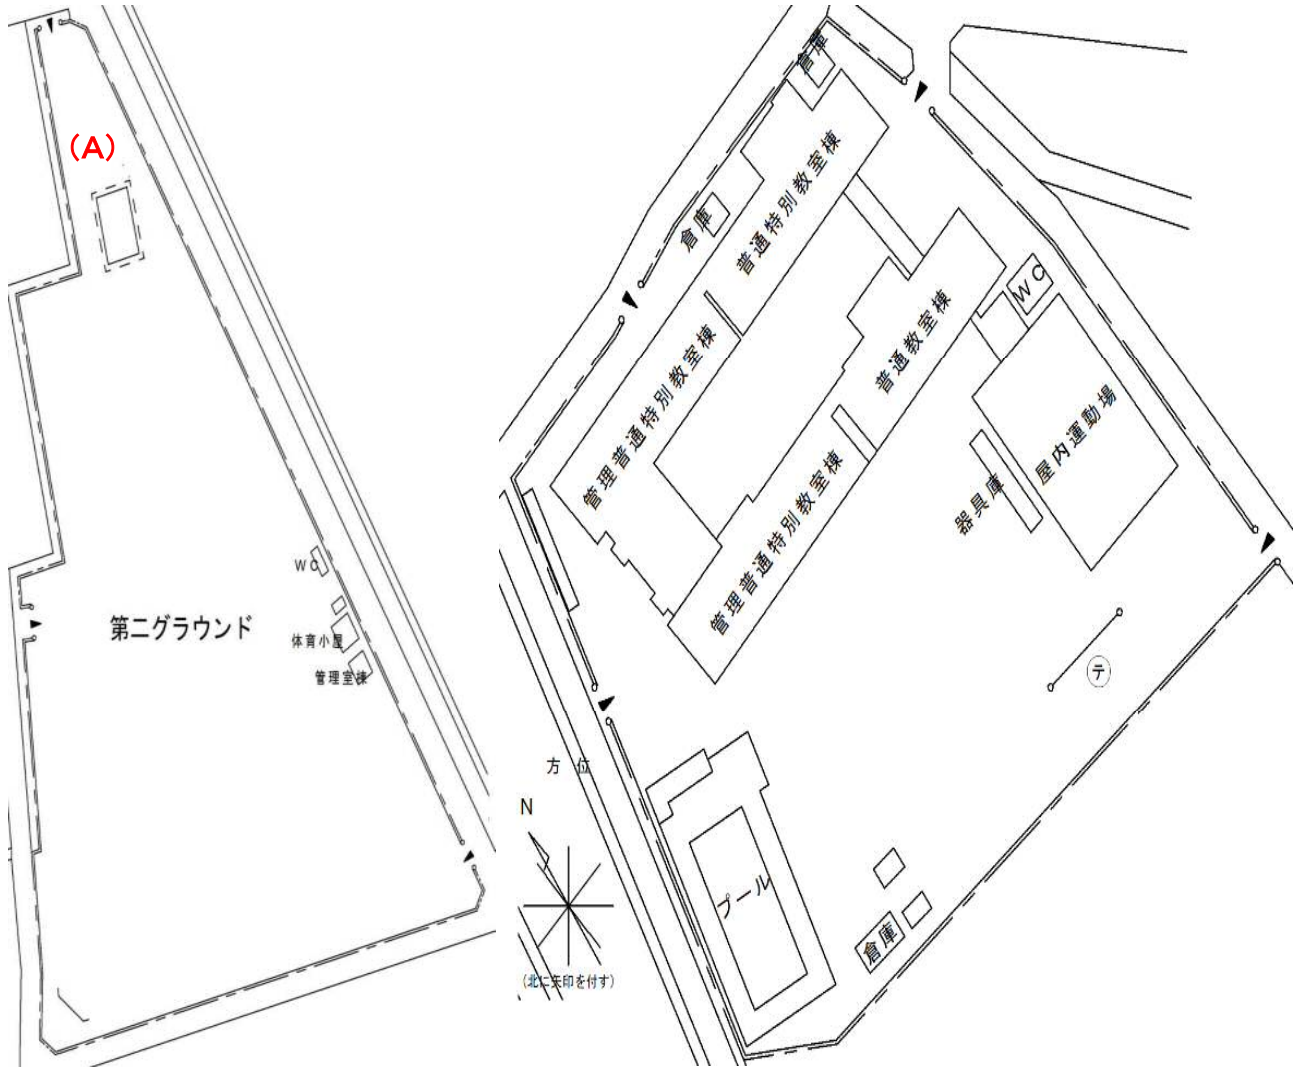 (A)
WC
第二グラウンド
体育小屋
管理室棟
倉庫
普通特別教室棟
倉庫
管理普通特別教室棟
普通教室棟
WC
屋内運動場
器具庫
管理普通特別教室棟
テ
方位
N
(北に矢印を付す)
プール
倉庫